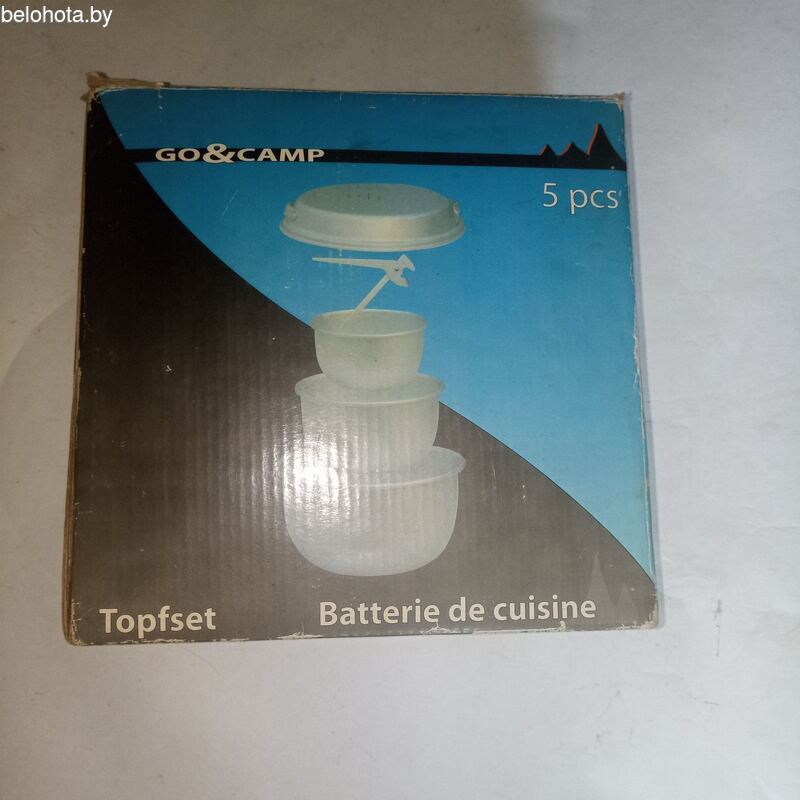 belohota.by
GO&CAMP
5 pcs
Topfset
Batterie de cuisine